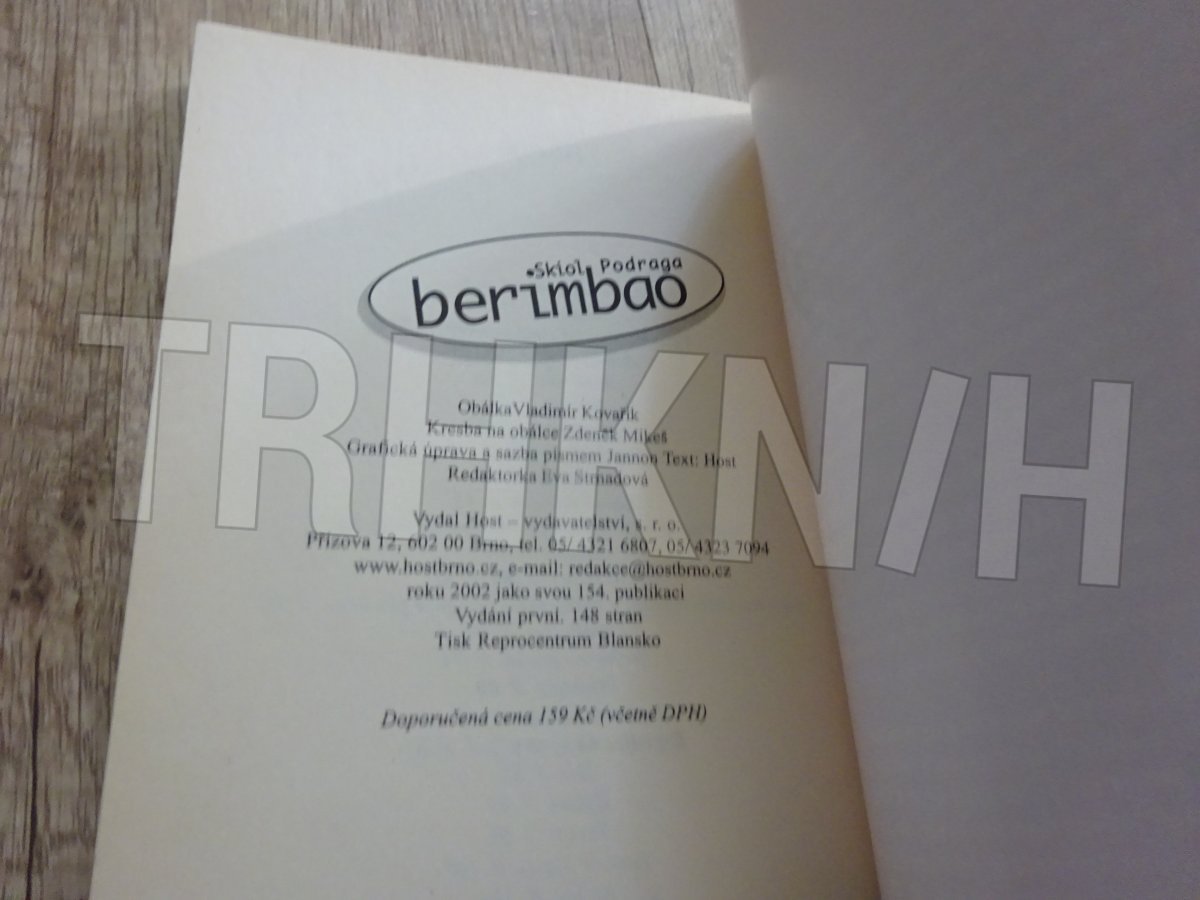 Skiol Podraga
berimbao
TRHKNIH
Obálka Vladimír Kovařík
Kresba na obálce Zdeněk Mikeš
Grafická úprava a sazba písmem Jannon Text: Host
Redaktorka Eva Strnadová
Vydal Host – vydavatelství, s. r. o.
Přízova 12, 602 00 Brno, tel. 05/ 4321 6807, 05/ 4323 7094
www.hostbrno.cz, e-mail: redakce@hostbrno.cz
roku 2002 jako svou 154. publikaci
Vydání první. 148 stran
Tisk Reprocentrum Blansko
Doporučená cena 159 Kč (včetně DPH)